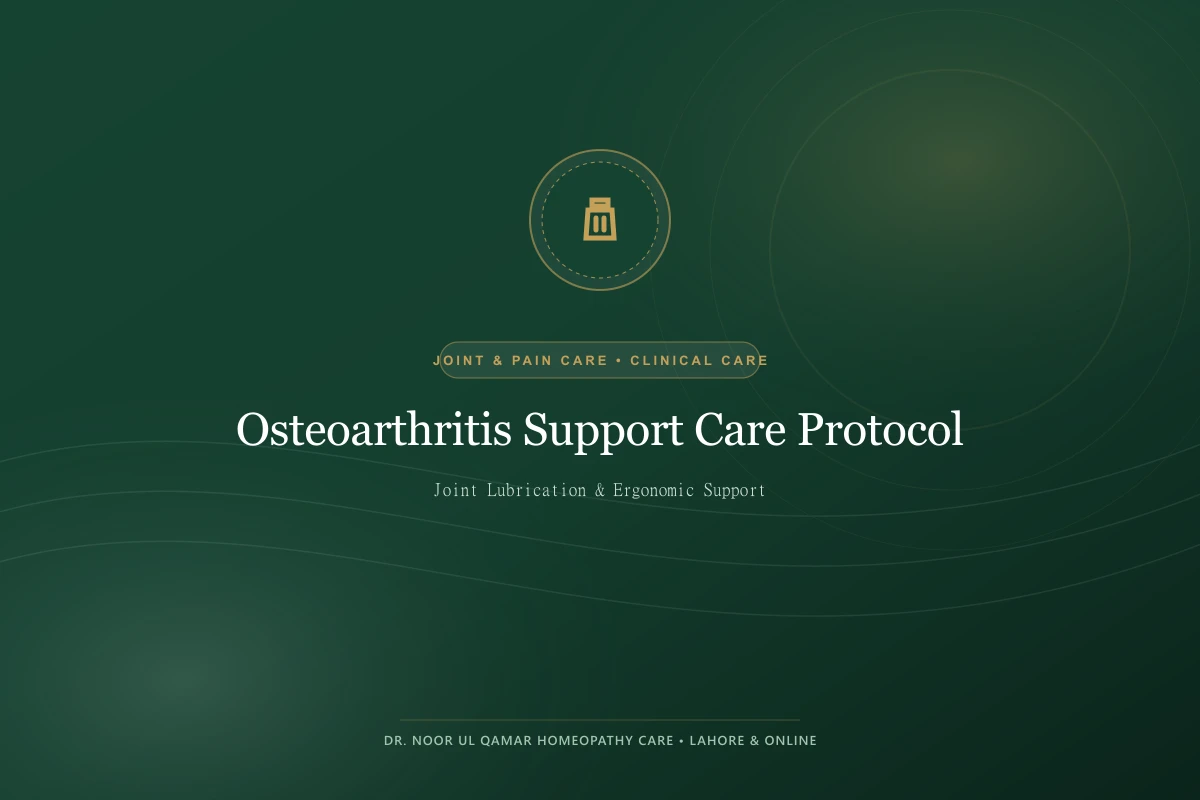 JOINT & PAIN CARE • CLINICAL CARE
Osteoarthritis Support Care Protocol
Joint Lubrication & Ergonomic Support
DR. NOOR UL QAMAR HOMEOPATHY CARE • LAHORE & ONLINE